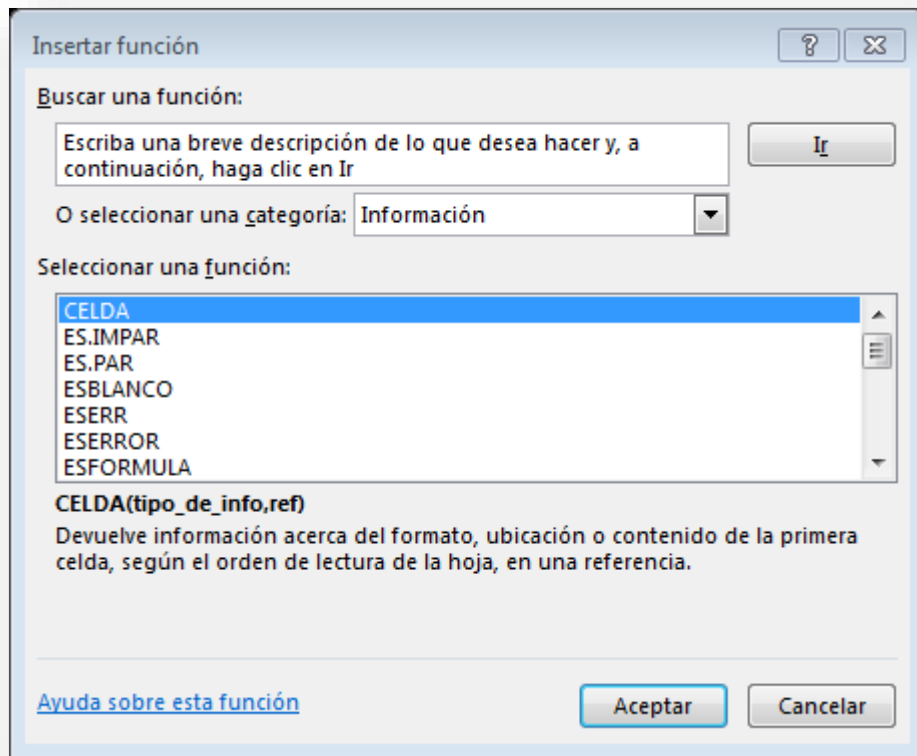 Insertar función
Buscar una función:
Escriba una breve descripción de lo que desea hacer y, a
continuación, haga clic en Ir
Ir
O seleccionar una categoría: Información
Seleccionar una función:
CELDA
ES.IMPAR
ES.PAR
ESBLANCO
ESERR
ESERROR
ESFORMULA
CELDA(tipo_de_info,ref)
Devuelve información acerca del formato, ubicación o contenido de la primera
celda, según el orden de lectura de la hoja, en una referencia.
Ayuda sobre esta función
Aceptar
Cancelar